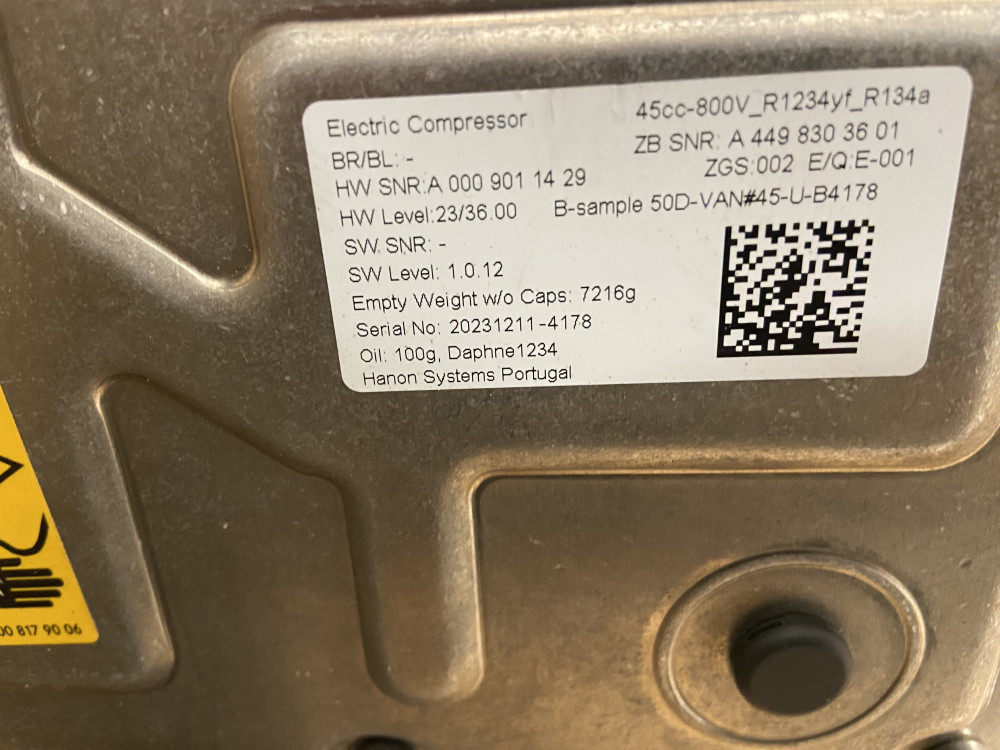 Electric Compressor 45cc-800V_R1234yf_R134a
BR/BL: - ZB SNR: A 449 830 36 01
HW SNR:A 000 901 14 29 ZGS:002 E/Q:E-001
HW Level:23/36.00 B-sample 50D-VAN#45-U-B4178
SW. SNR: -
SW Level: 1.0.12
Empty Weight w/o Caps: 7216g
Serial No: 20231211-4178
Oil: 100g, Daphne1234
Hanon Systems Portugal
817 90 06